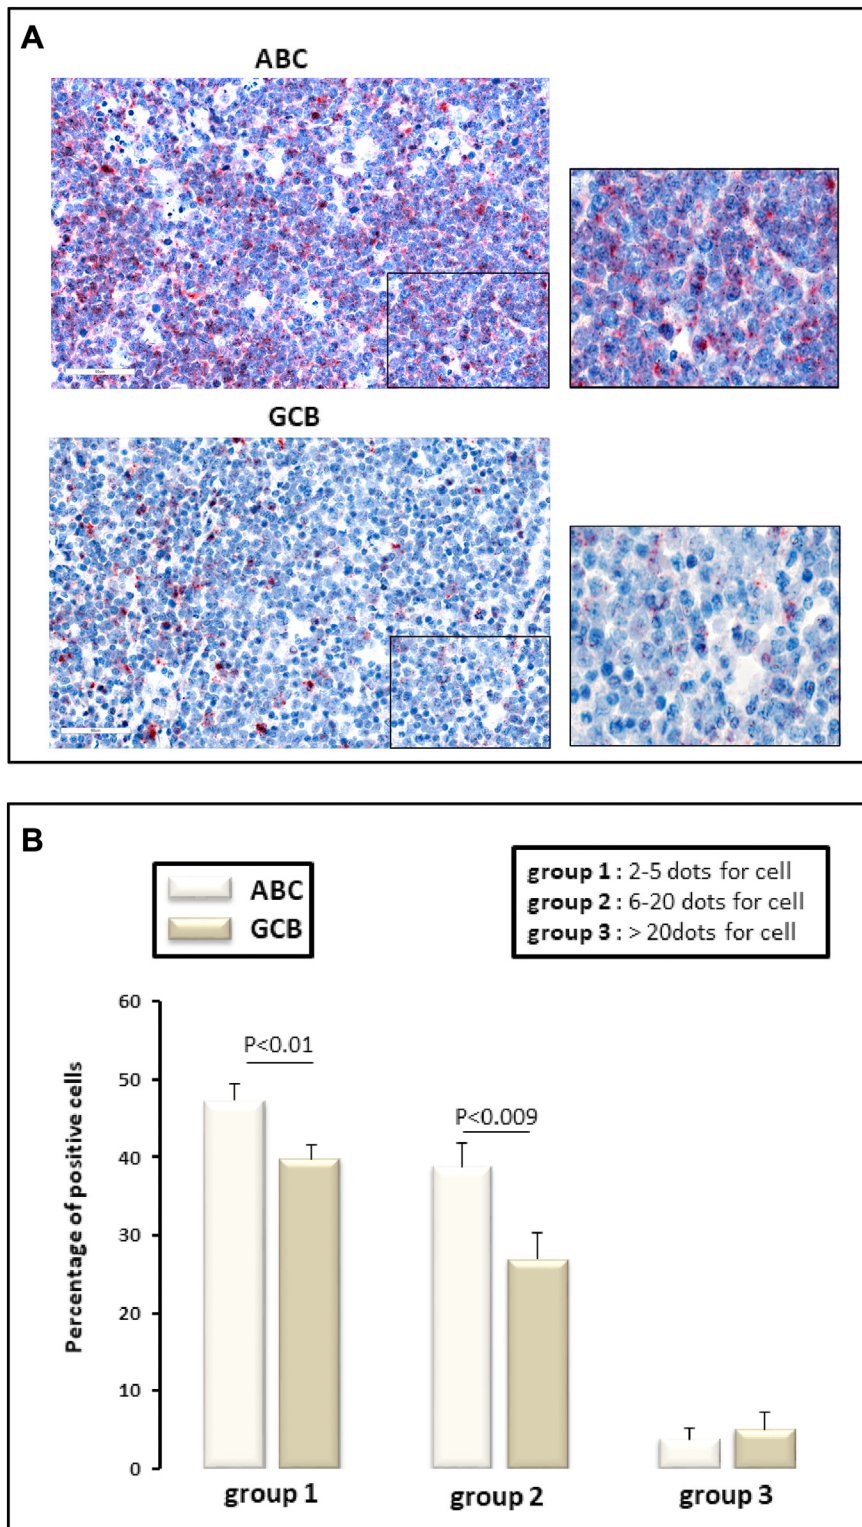 A
ABC
GCB
B
ABC
GCB
group 1 : 2-5 dots for cell
group 2 : 6-20 dots for cell
group 3 : > 20dots for cell
Percentage of positive cells
60
50
40
30
20
10
0
P<0.01
P<0.009
group 1
group 2
group 3